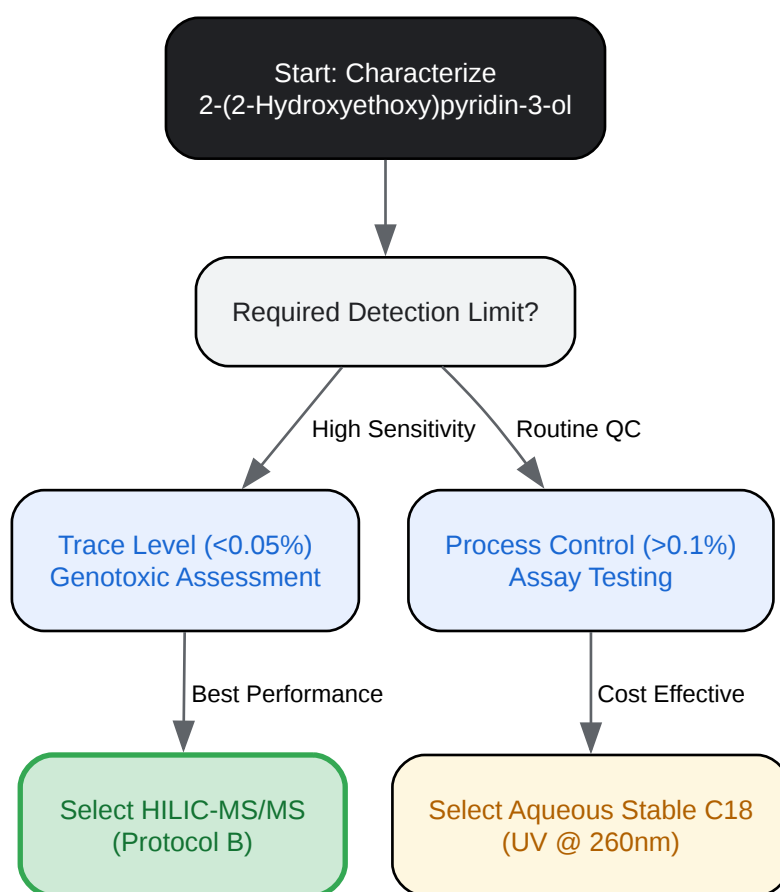 Start: Characterize
2-(2-Hydroxyethoxy)pyridin-3-ol
Required Detection Limit?
High Sensitivity
Routine QC
Trace Level (<0.05%)
Genotoxic Assessment
Process Control (>0.1%)
Assay Testing
Best Performance
Cost Effective
Select HILIC-MS/MS
(Protocol B)
Select Aqueous Stable C18
(UV @ 260nm)